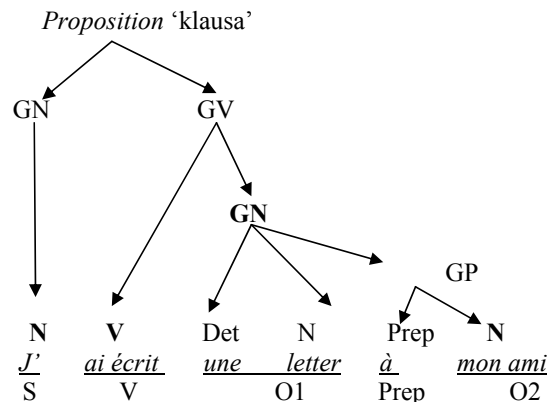 Proposition ‘klausa’
GN GV
GN
GP
N V Det N Prep N
J’ ai écrit une letter à mon ami
S V O1 Prep O2